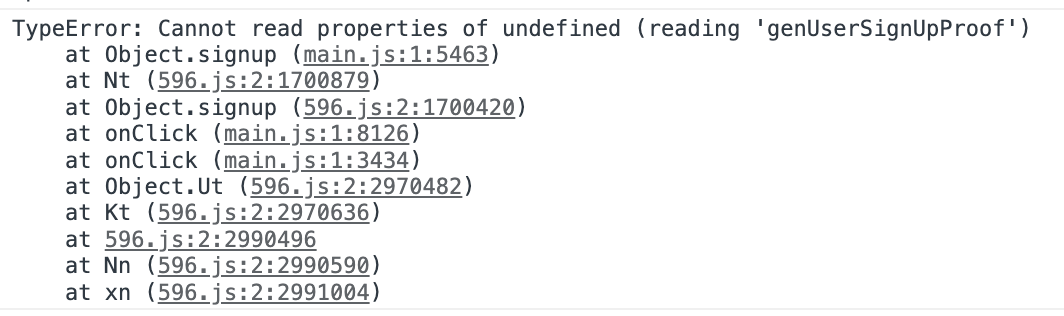 TypeError: Cannot read properties of undefined (reading 'genUserSignUpProof')
at Object.signup (main.js:1:5463)
at Nt (596.js:2:1700879)
at Object.signup (596.js:2:1700420)
at onClick (main.js:1:8126)
at onClick (main.js:1:3434)
at Object.Ut (596.js:2:2970482)
at Kt (596.js:2:2970636)
at 596.js:2:2990496
at Nn (596.js:2:2990590)
at xn (596.js:2:2991004)